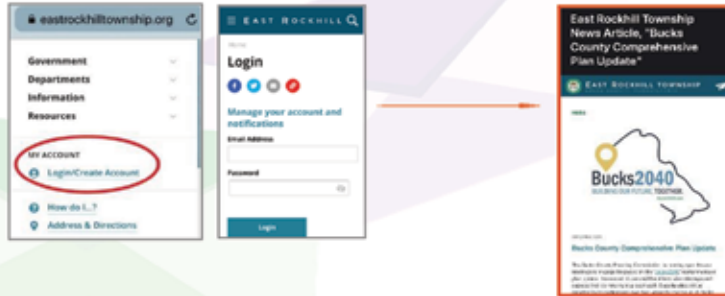 eastrockhilltownship.org
Government
Departments
Information
Resources
MY ACCOUNT
Login/Create Account
How do I...?
Address & Directions
EAST ROCKHILL
Login
Manage your account and
notifications
Email Address
Password
Login
East Rockhill Township
News Article, "Bucks
County Comprehensive
Plan Update"
EAST ROCKHILL TOWNSHIP
Bucks2040
BUILDING OUR FUTURE, TOGETHER.
Bucks County Comprehensive Plan Update